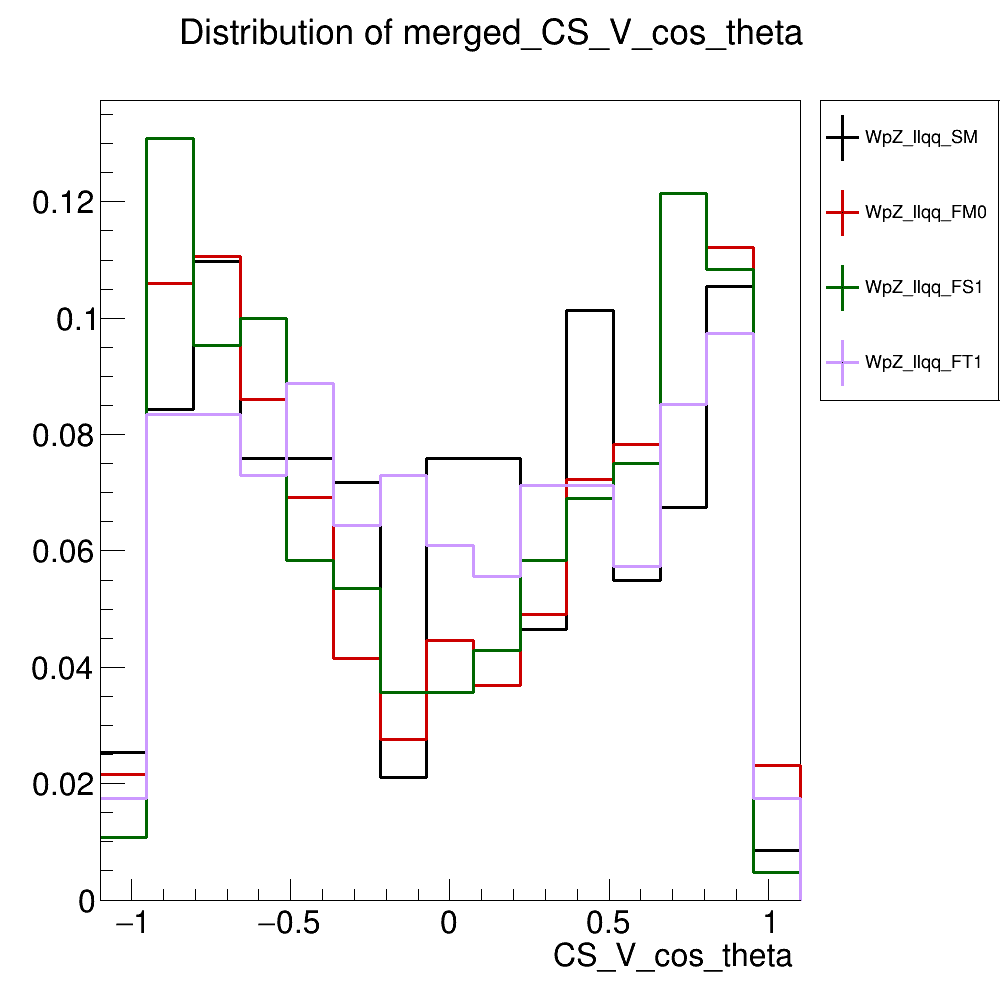 Distribution of merged_CS_V_cos_theta
WpZ_llqq_SM
WpZ_llqq_FM0
WpZ_llqq_FS1
WpZ_llqq_FT1
0.12
0.1
0.08
0.06
0.04
0.02
0
−1 −0.5 0 0.5 1
CS_V_cos_theta